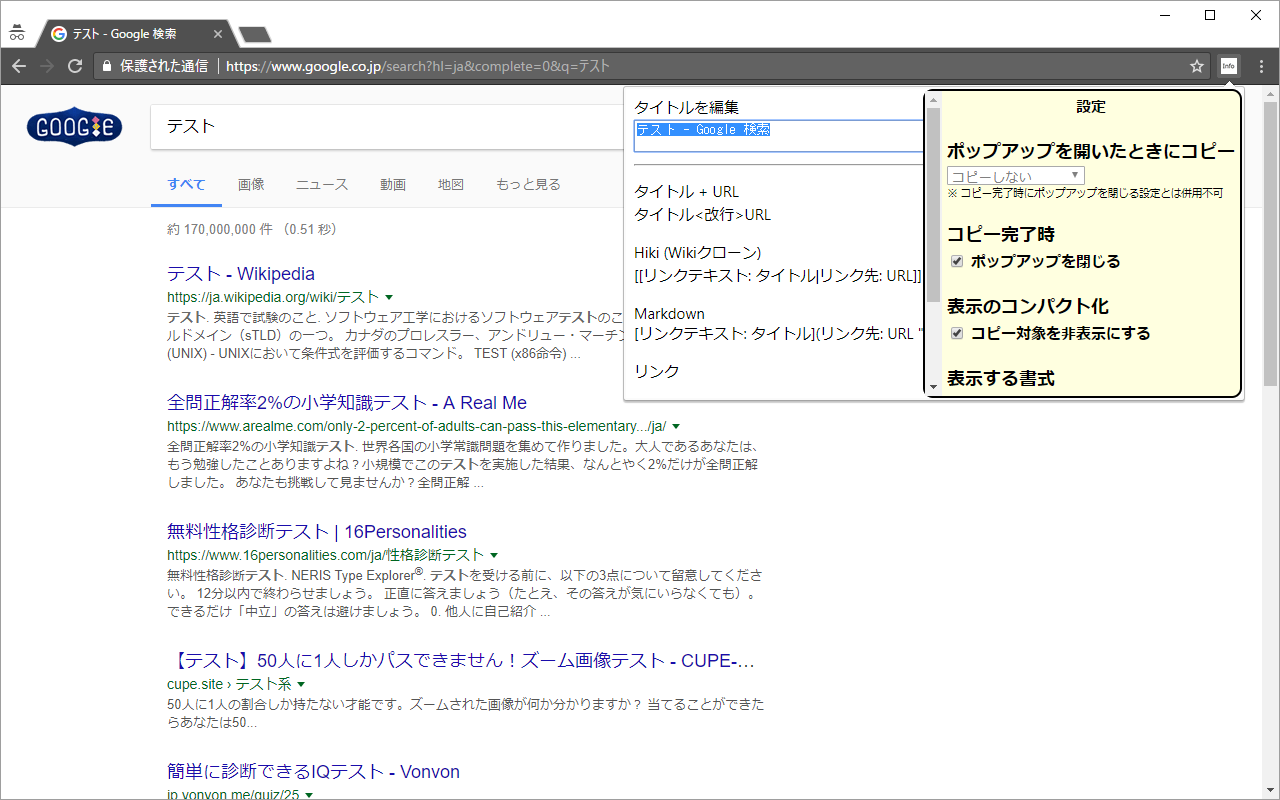 テスト - Google 検索
保護された通信
https://www.google.co.jp/search?hl=ja&complete=0&q=テスト
Info
GOOGLE
テスト
すべて
画像
ニュース
動画
地図
もっと見る
約 170,000,000 件 (0.51 秒)
テスト - Wikipedia
https://ja.wikipedia.org/wiki/テスト
テスト. 英語で試験のこと. ソフトウェア工学におけるソフトウェアテストのこ
ルドメイン（sTLD）の一つ。 カナダのプロレスラー、アンドリュー・マーチン
(UNIX) - UNIXにおいて条件式を評価するコマンド。 TEST (x86命令) ...
全問正解率2%の小学知識テスト - A Real Me
https://www.arealme.com/only-2-percent-of-adults-can-pass-this-elementary.../ja/
全問正解率2%の小学知識テスト. 世界各国の小学常識問題を集めて作りました。大人であるあなたは、
もう勉強したことありますよね？小規模でこのテストを実施した結果、なんとやく2%だけが全問正解
しました。 あなたも挑戦して見ませんか？全問正解 ...
無料性格診断テスト | 16Personalities
https://www.16personalities.com/ja/性格診断テスト
無料性格診断テスト. NERIS Type Explorer®. テストを受ける前に、以下の3点について留意してくださ
い。 12分以内で終わらせましょう。 正直に答えましょう（たとえ、その答えが気にいらなくても）。
できるだけ「中立」の答えは避けましょう。 0. 他人に自己紹介 ...
【テスト】50人に1人しかパスできません！ズーム画像テスト - CUPE-...
cupe.site › テスト系
50人に1人の割合しか持たない才能です。ズームされた画像が何か分かりますか？ 当てることができた
らあなたは50...
簡単に診断できるIQテスト - Vonvon
jp.vonvon.me/quiz/25
タイトルを編集
テスト - Google 検索
タイトル + URL
タイトル<改行>URL
Hiki (Wikiクローン)
[[リンクテキスト: タイトル|リンク先: URL]]
Markdown
[リンクテキスト: タイトル](リンク先: URL "
リンク
設定
ポップアップを開いたときにコピー
コピーしない
※ コピー完了時にポップアップを閉じる設定とは併用不可
コピー完了時
ポップアップを閉じる
表示のコンパクト化
コピー対象を非表示にする
表示する書式